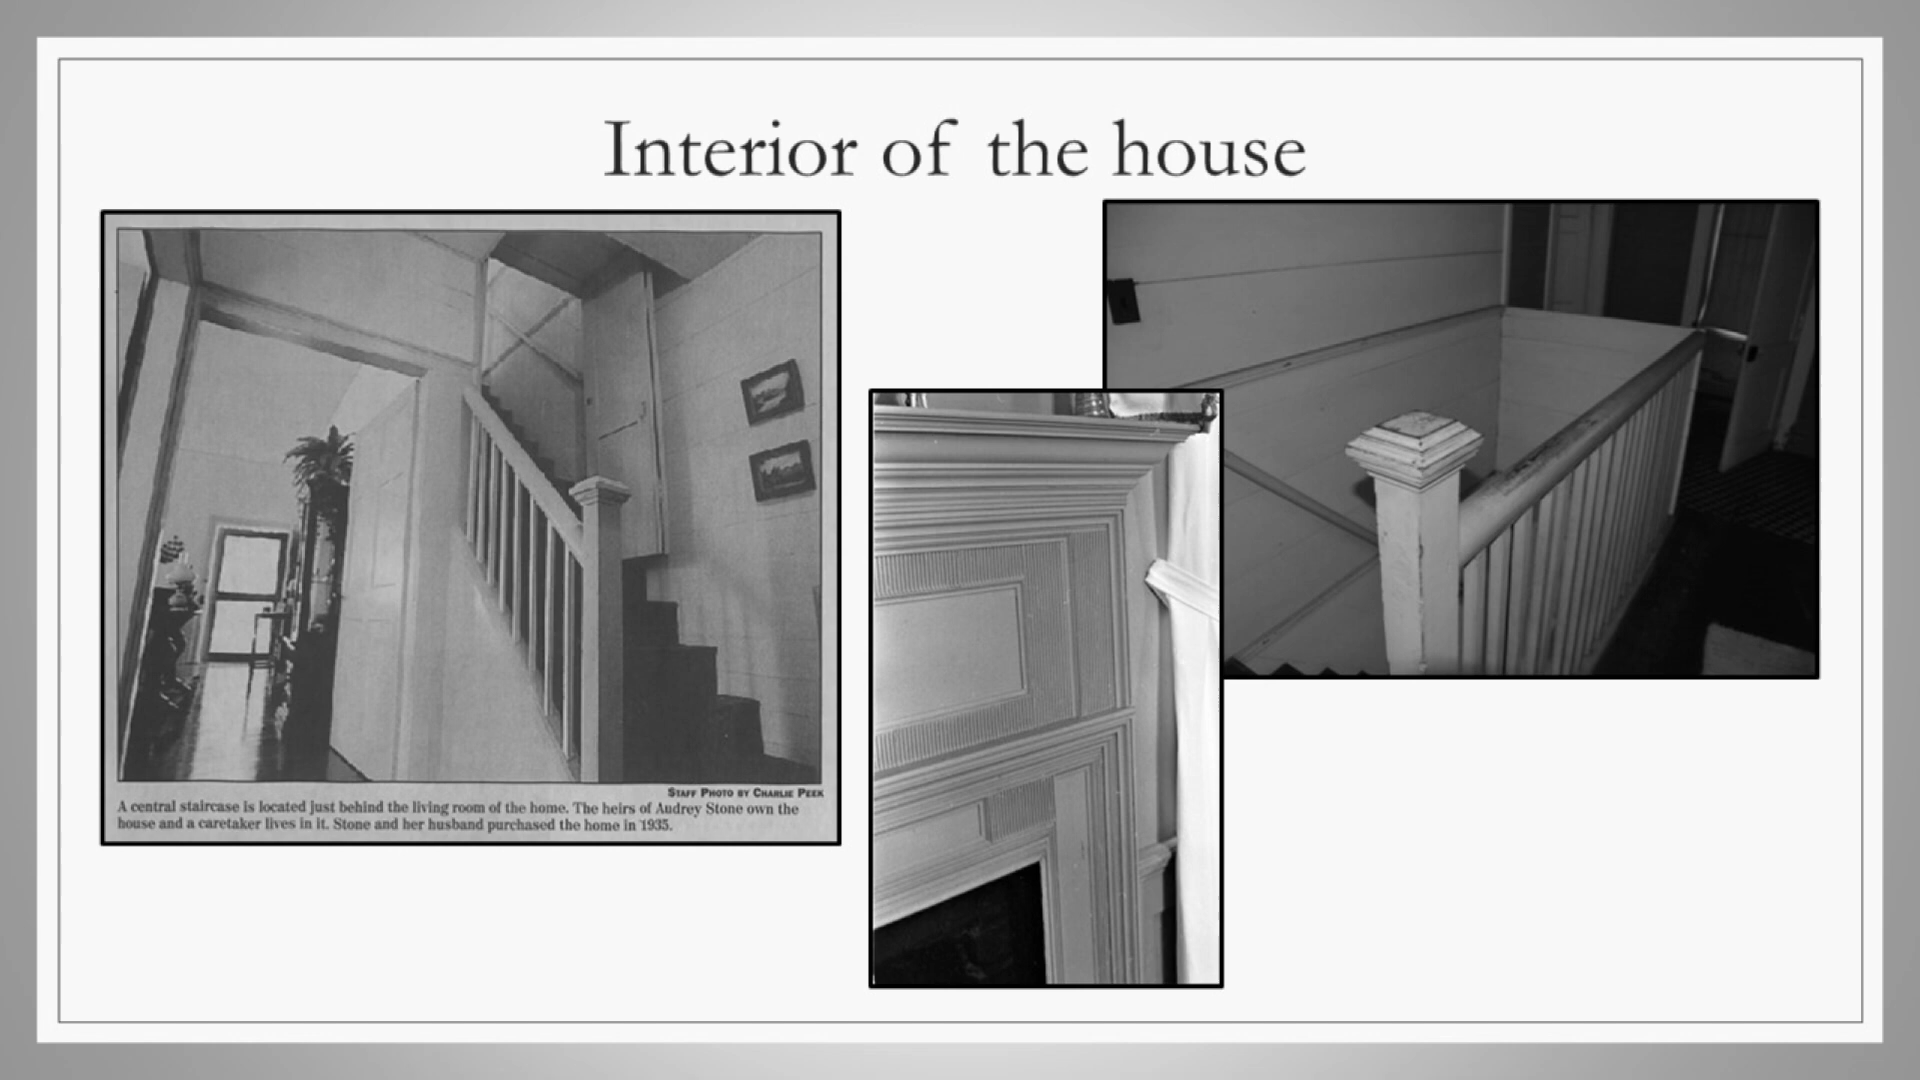 Interior of the house
STAFF PHOTO BY CHARLIE PEEK
A central staircase is located just behind the living room of the home. The heirs of Audrey Stone own the
house and a caretaker lives in it. Stone and her husband purchased the home in 1935.